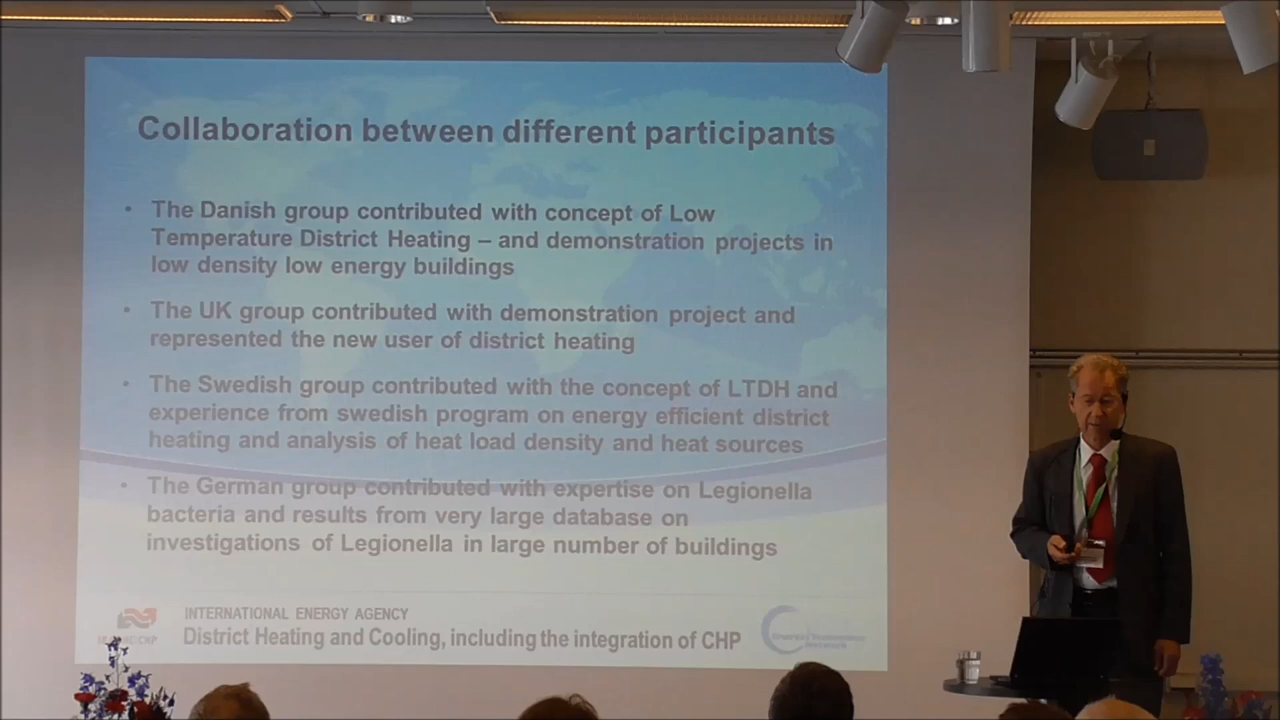 Collaboration between different participants
• The Danish group contributed with concept of Low
Temperature District Heating – and demonstration projects in
low density low energy buildings
• The UK group contributed with demonstration project and
represented the new user of district heating
• The Swedish group contributed with the concept of LTDH and
experience from swedish program on energy efficient district
heating and analysis of heat load density and heat sources
• The German group contributed with expertise on Legionella
bacteria and results from very large database on
investigations of Legionella in large number of buildings
INTERNATIONAL ENERGY AGENCY
District Heating and Cooling, including the integration of CHP
Energy Technology
Network